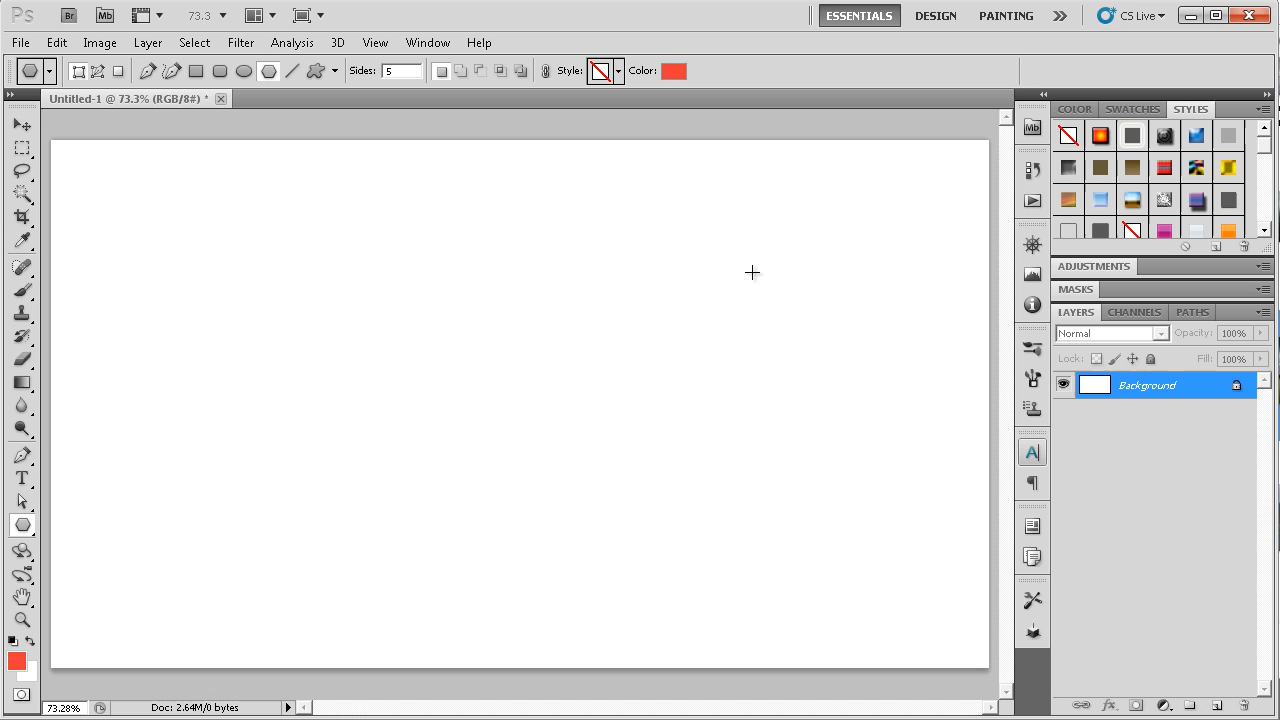 Ps Br Mb 73.3 ESSENTIALS DESIGN PAINTING CS Live
File Edit Image Layer Select Filter Analysis 3D View Window Help
Sides: 5 Style: Color:
Untitled-1 @ 73.3% (RGB/8#) *
COLOR SWATCHES STYLES
Mb
ADJUSTMENTS
MASKS
LAYERS CHANNELS PATHS
Normal Opacity: 100%
Lock: Fill: 100%
Background
A
T
73.28% Doc: 2.64M/0 bytes
fx